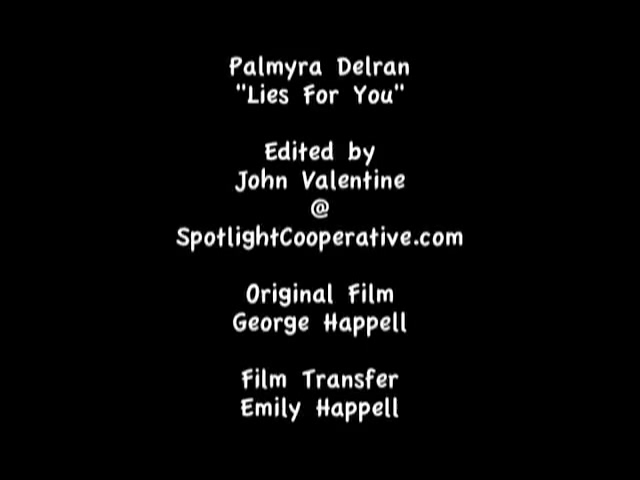 Palmyra Delran
"Lies For You"
Edited by
John Valentine
@
SpotlightCooperative.com
Original Film
George Happell
Film Transfer
Emily Happell